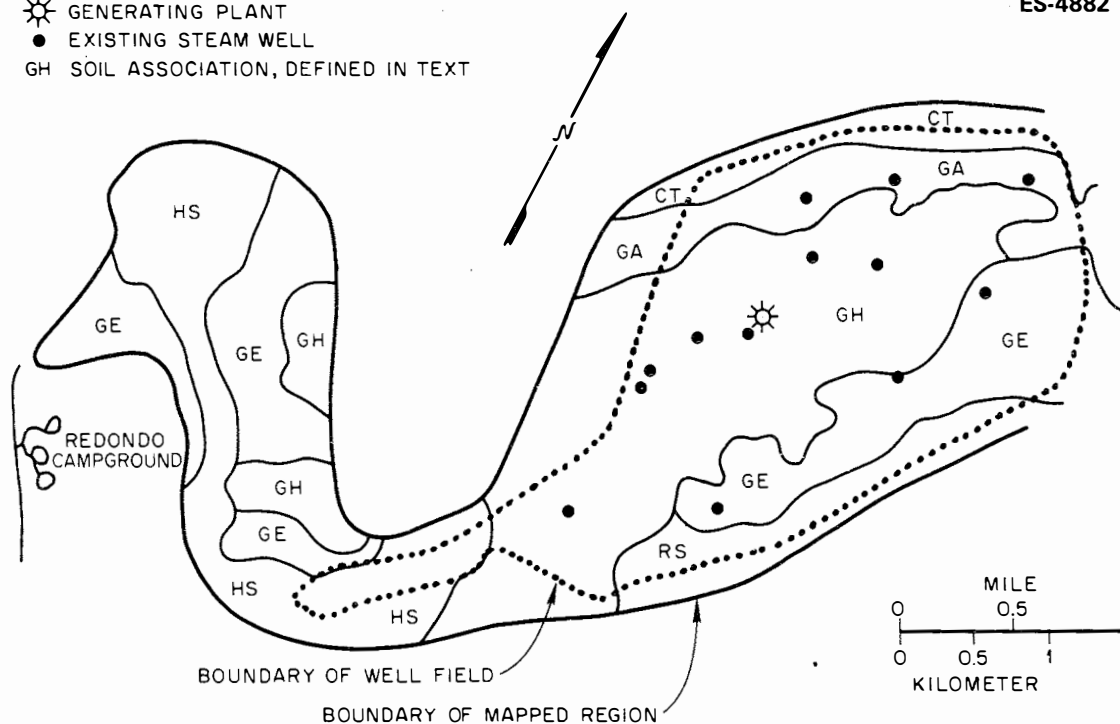 ES-4882
GENERATING PLANT
EXISTING STEAM WELL
GH SOIL ASSOCIATION, DEFINED IN TEXT
N
CT
GA
CT
HS
GA
GE
GE
GH
GH
GE
REDONDO
CAMPGROUND
GH
GE
GE
RS
HS
HS
MILE
0 0.5
0 0.5 1
KILOMETER
BOUNDARY OF WELL FIELD
BOUNDARY OF MAPPED REGION